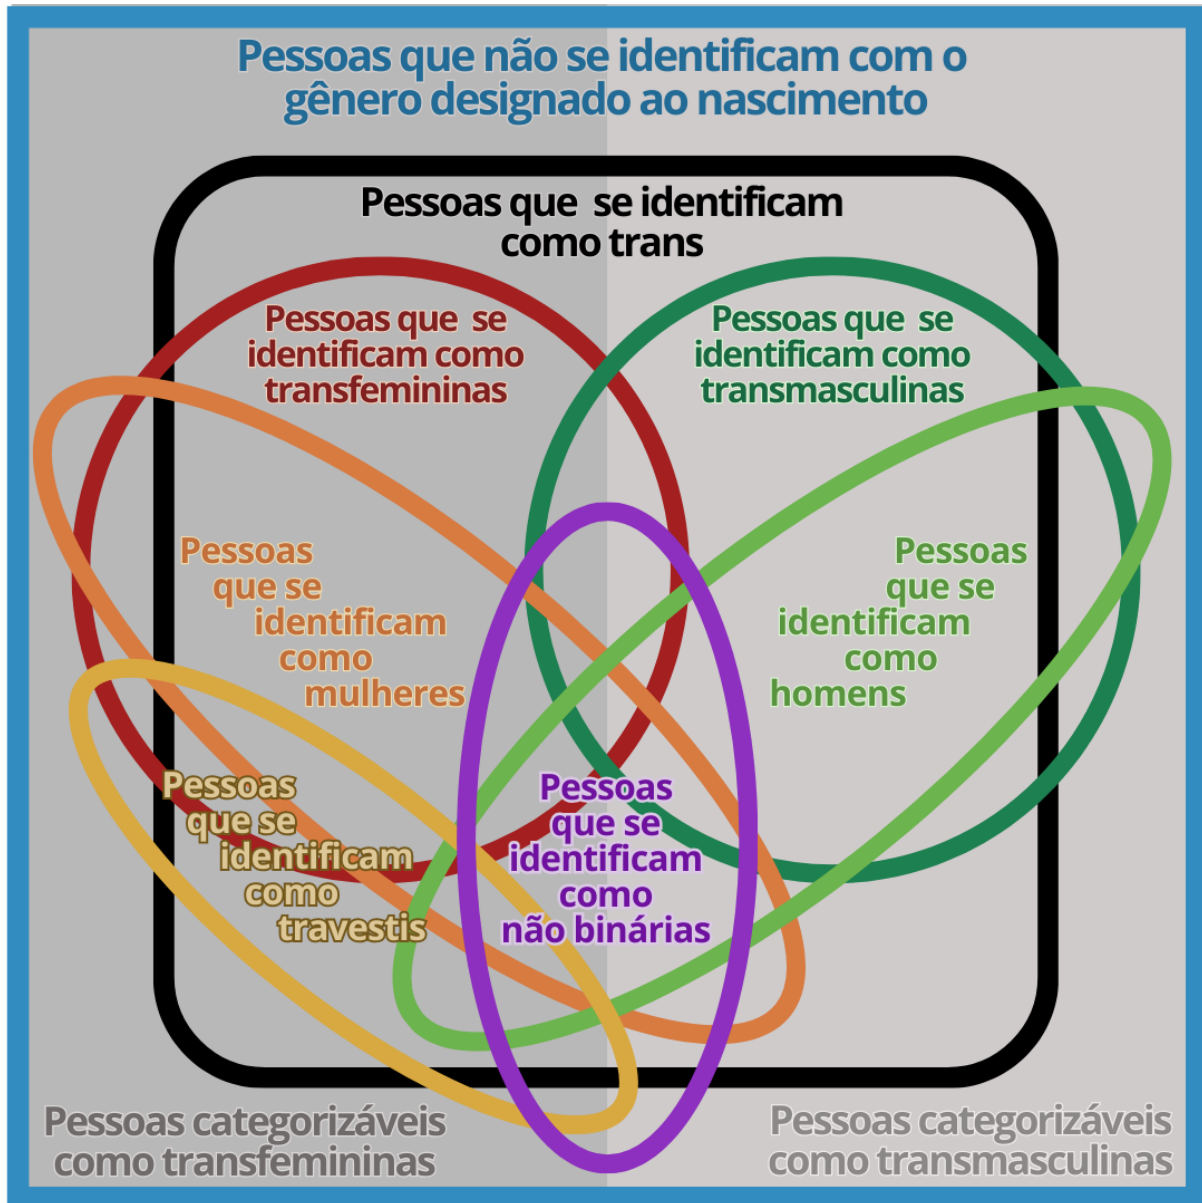 Pessoas que não se identificam com o
gênero designado ao nascimento
Pessoas que se identificam
como trans
Pessoas que se
identificam como
transfemininas
Pessoas que se
identificam como
transmasculinas
Pessoas
que se
identificam
como
mulheres
Pessoas
que se
identificam
como
homens
Pessoas
que se
identificam
como
travestis
Pessoas
que se
identificam
como
não binárias
Pessoas categorizáveis
como transfemininas
Pessoas categorizáveis
como transmasculinas